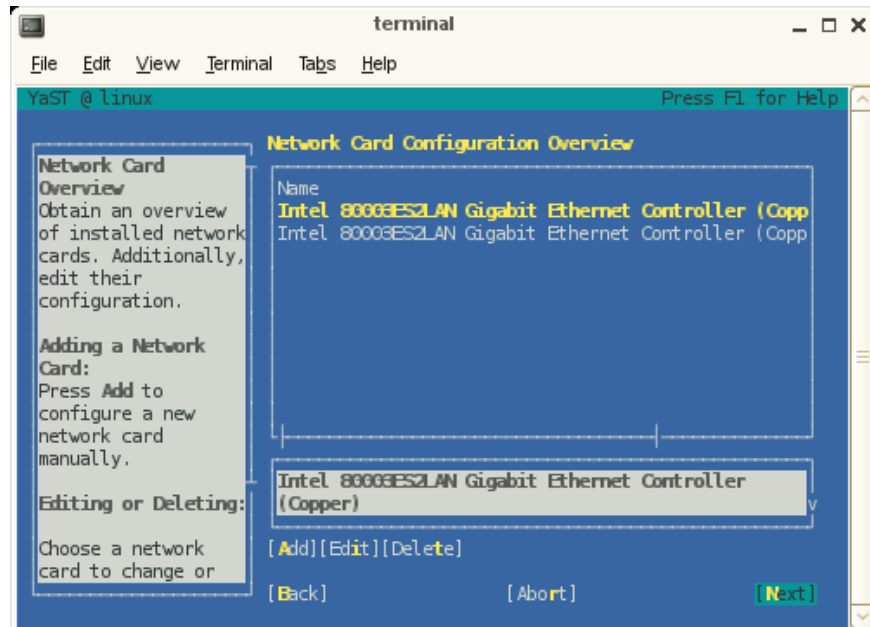 terminal
File Edit View Terminal Tabs Help
YaST @ linux Press F1 for Help
Network Card Overview
Obtain an overview
of installed network
cards. Additionally,
edit their
configuration.
Adding a Network
Card:
Press Add to
configure a new
network card
manually.
Editing or Deleting:
Choose a network
card to change or
Network Card Configuration Overview
Name
Intel 80003ES2LAN Gigabit Ethernet Controller (Copp
Intel 80003ES2LAN Gigabit Ethernet Controller (Copp
Intel 80003ES2LAN Gigabit Ethernet Controller
(Copper)
[Add][Edit][Delete]
[Back] [Abort] [Next]